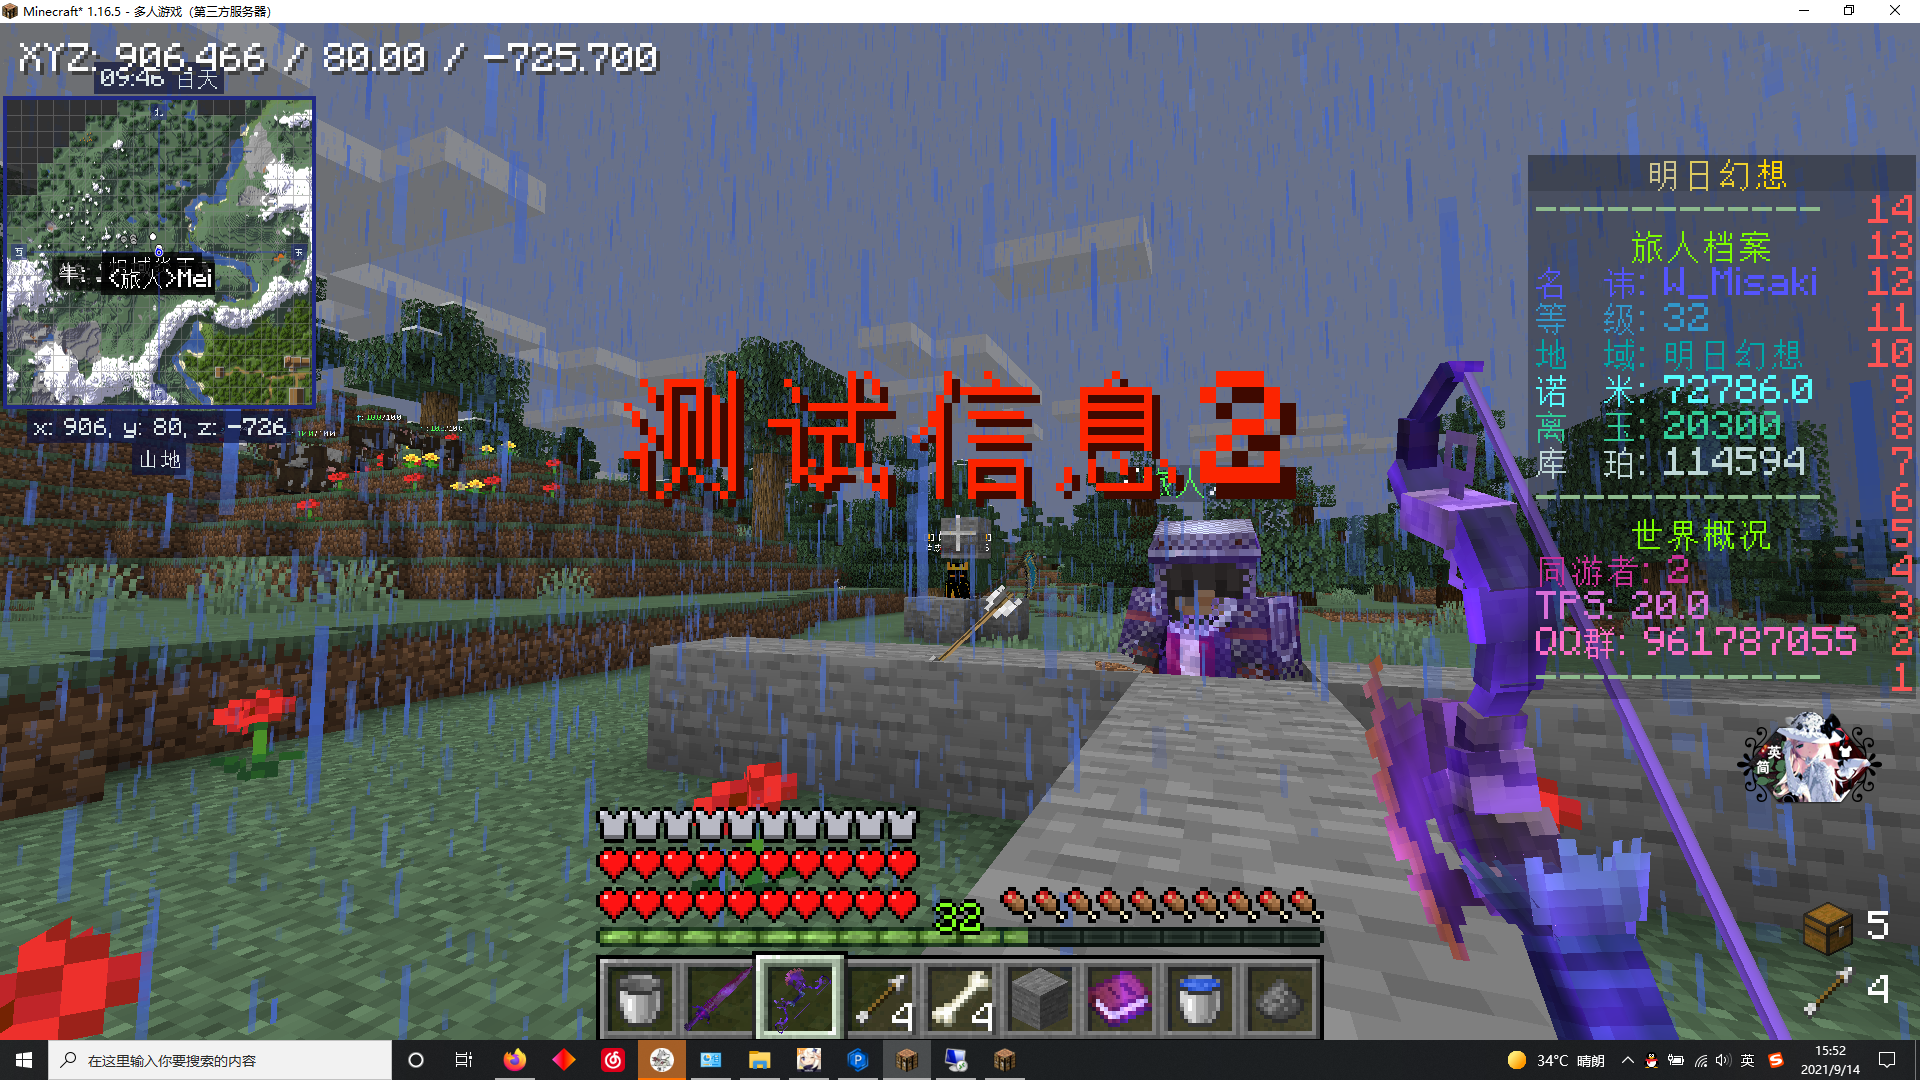 Minecraft* 1.16.5 - 多人游戏（第三方服务器）
XYZ: 906.466 / 80.00 / -725.700
09:46 白天
北
西
东
<旅人>Mei
x: 906, y: 80, z: -726
山地
测试信息2
明日幻想
14
旅人档案 13
名 讳: W_Misaki 12
等 级: 32 11
地 域: 明日幻想 10
诺 米: 72786.0 9
离 玉: 20300 8
库 珀: 114594 7
6
世界概况 5
同游者: 2 4
TPS: 20.0 3
QQ群: 961787055 2
1
英
简
32
5
4
4
4
在这里输入你要搜索的内容
34°C 晴朗
英
15:52
2021/9/14